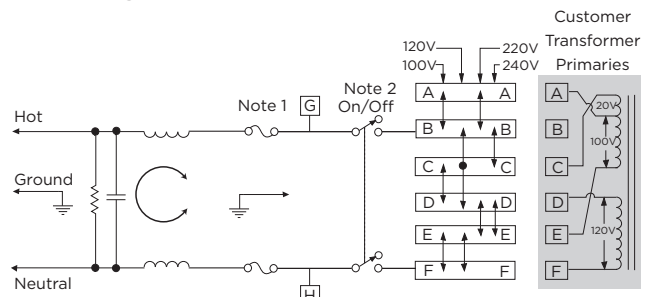 Customer
Transformer
Primaries
120V
220V
100V
240V
Note 2
On/Off
Note 1
G
Hot
Ground
Neutral
H
A A
B B
C C
D D
E E
F F
A
B
C
D
E
F
20V
100V
120V